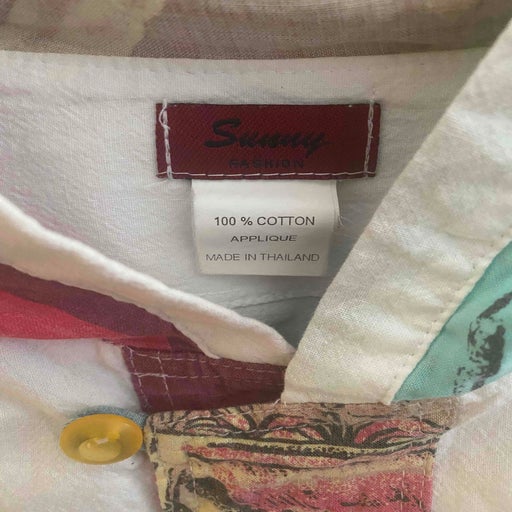 Sunny
FASHION
100 % COTTON
APPLIQUE
MADE IN THAILAND